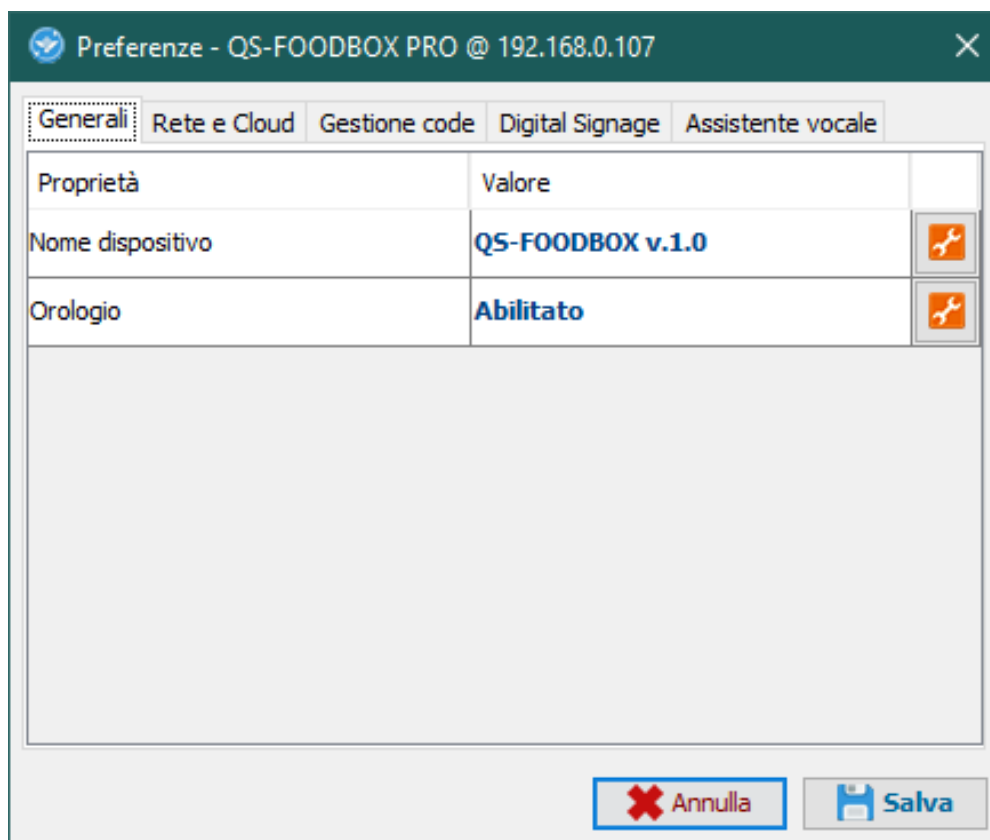 Preferenze - QS-FOODBOX PRO @ 192.168.0.107
Generali Rete e Cloud Gestione code Digital Signage Assistente vocale
Proprietà Valore
Nome dispositivo QS-FOODBOX v.1.0
Orologio Abilitato
Annulla Salva